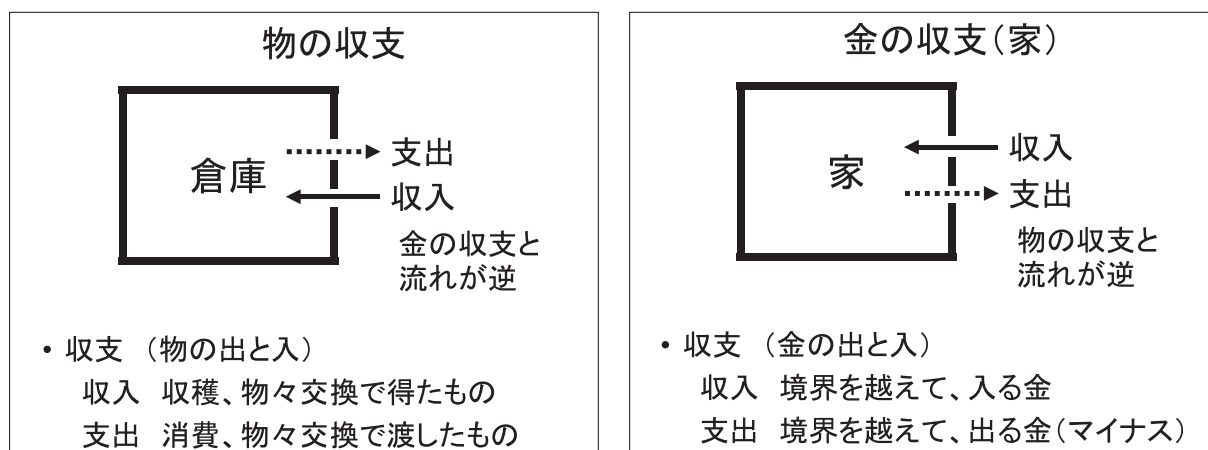 物の収支
倉庫
支出
収入
金の収支と
流れが逆
・収支 （物の出と入）
収入 収穫、物々交換で得たもの
支出 消費、物々交換で渡したもの
金の収支（家）
家
収入
支出
物の収支と
流れが逆
・収支 （金の出と入）
収入 境界を越えて、入る金
支出 境界を越えて、出る金（マイナス）